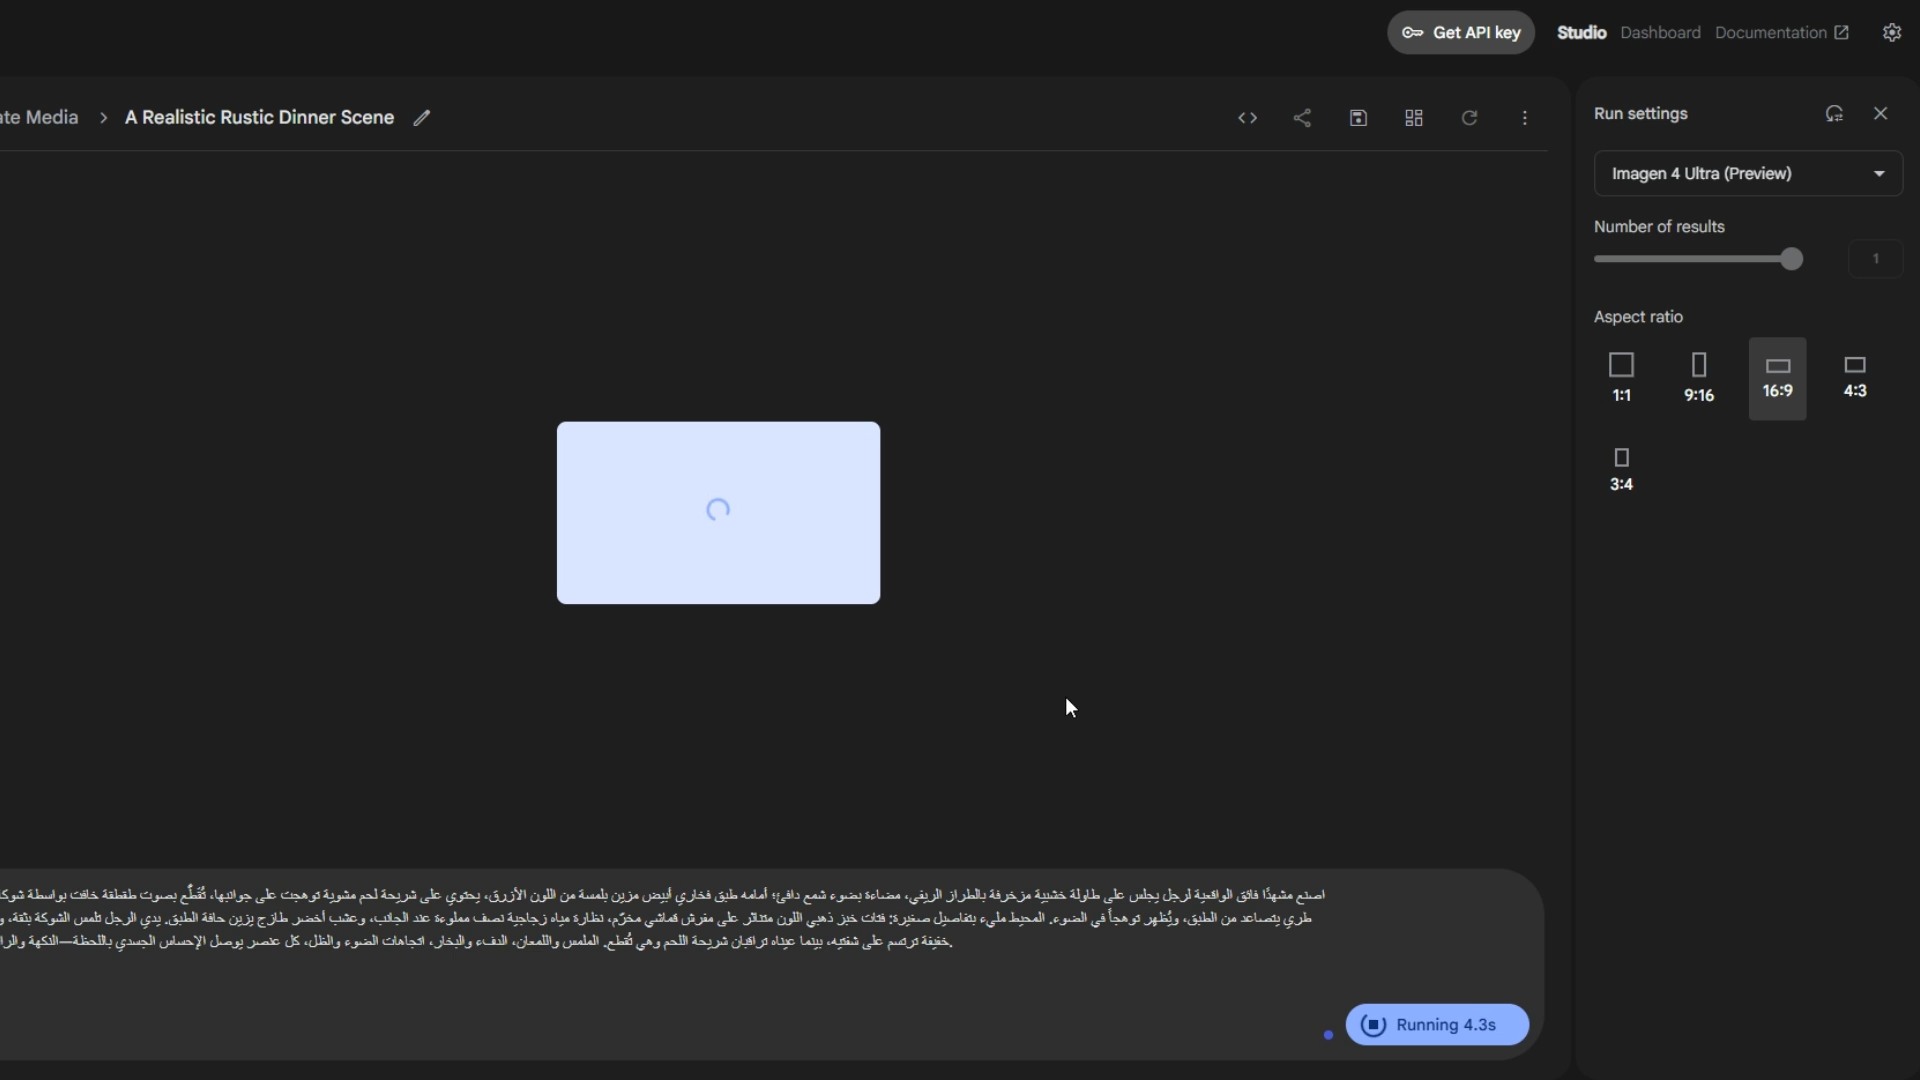 Get API key
Studio
Dashboard
Documentation
ate Media > A Realistic Rustic Dinner Scene
Run settings
Imagen 4 Ultra (Preview)
Number of results
1
Aspect ratio
1:1
9:16
16:9
4:3
3:4
اصنع مشهدًا فائق الواقعية لرجل يجلس على طاولة خشبية مزخرفة بالطراز الريفي، مضاءة بضوء شمع دافئ؛ أمامه طبق فخاري أبيض مزين بلمسة من اللون الأزرق، يحتوي على شريحة لحم مشوية توهجت على جوانبها، تُقَطَّع بصوت طقطقة خافت بواسطة شوكة
طري يتصاعد من الطبق، ويُظهر توهجاً في الضوء. المحيط مليء بتفاصيل صغيرة: فتات خبز ذهبي اللون متناثر على مفرش قماشي مخرّم، نظارة مياه زجاجية نصف مملوءة عند الجانب، وعشب أخضر طازج يزين حافة الطبق. يدي الرجل تلمس الشوكة بثقة، و
خفيفة ترتسم على شفتيه، بينما عيناه تراقبان شريحة اللحم وهي تُقطع. الملمس واللمعان، الدفء والبخار، اتجاهات الضوء والظل، كل عنصر يوصل الإحساس الجسدي باللحظة—النكهة والرا
Running 4.3s